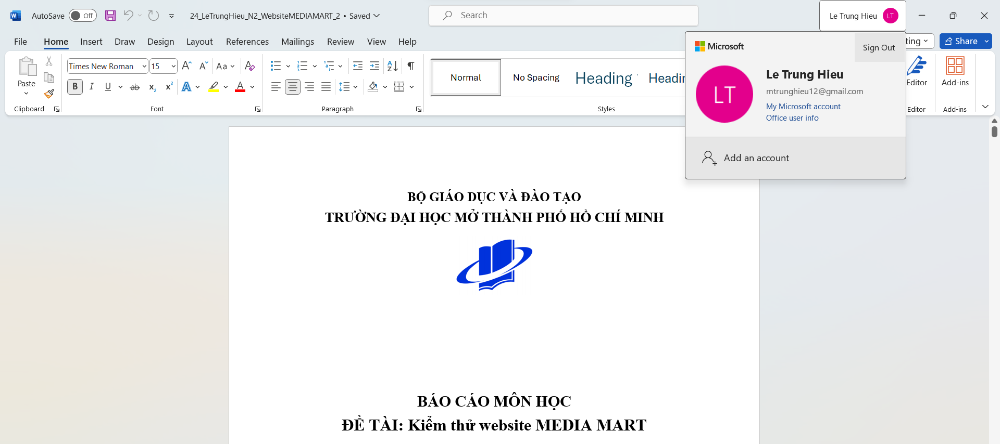 AutoSave Off 24_LeTrungHieu_N2_WebsiteMEDIAMART_2 • Saved Search Le Trung Hieu LT
File Home Insert Draw Design Layout References Mailings Review View Help Share
Microsoft Sign Out
Le Trung Hieu
LT
mtrunghieu12@gmail.com
My Microsoft account
Office user info
Add an account
Paste
Times New Roman 15 Aa
B I U ab x₂ x² A A
Normal No Spacing Heading
Editor Add-ins
Clipboard Font Paragraph Styles Editor Add-ins
BỘ GIÁO DỤC VÀ ĐÀO TẠO
TRƯỜNG ĐẠI HỌC MỞ THÀNH PHỐ HỒ CHÍ MINH
BÁO CÁO MÔN HỌC
ĐỀ TÀI: Kiểm thử website MEDIA MART